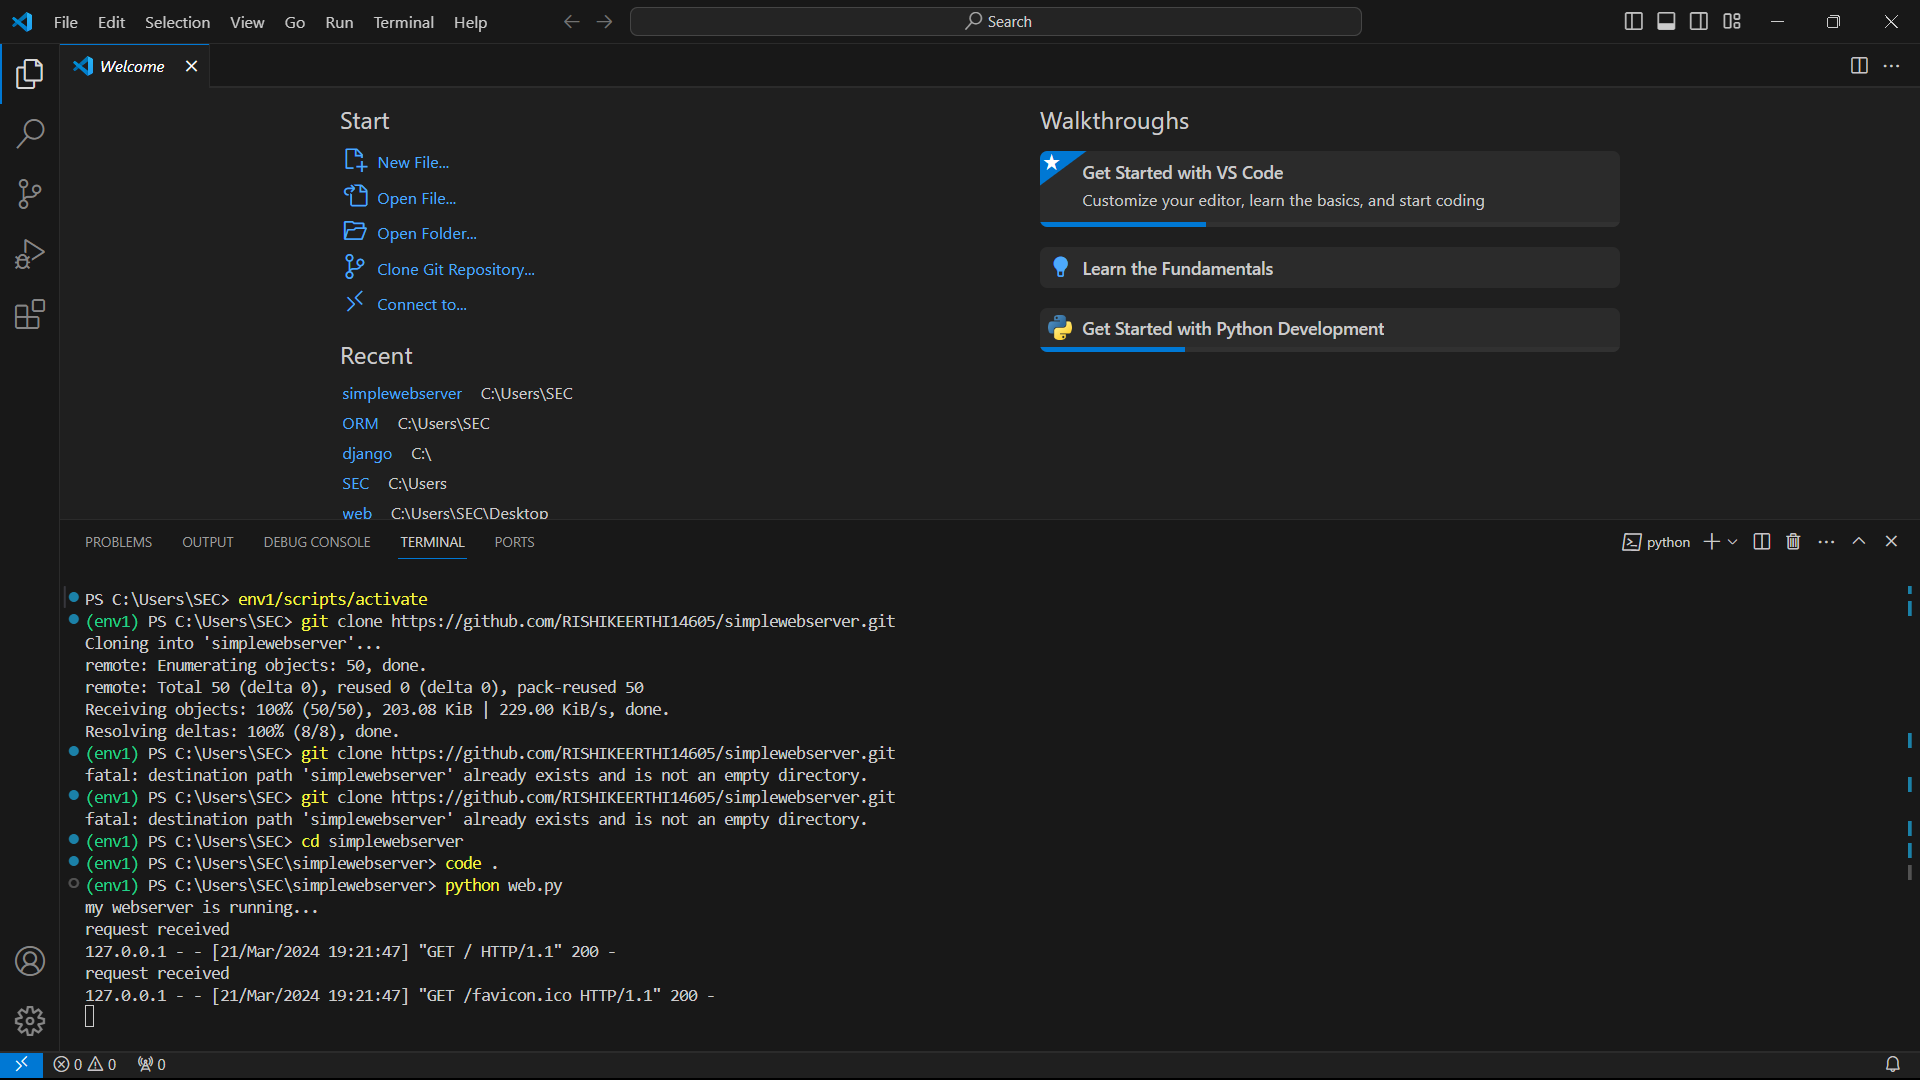 File Edit Selection View Go Run Terminal Help Search
Welcome
Start
New File...
Open File...
Open Folder...
Clone Git Repository...
Connect to...
Recent
simplewebserver C:\Users\SEC
ORM C:\Users\SEC
django C:\
SEC C:\Users
web C:\Users\SEC\Desktop
Walkthroughs
Get Started with VS Code
Customize your editor, learn the basics, and start coding
Learn the Fundamentals
Get Started with Python Development
PROBLEMS OUTPUT DEBUG CONSOLE TERMINAL PORTS python
PS C:\Users\SEC> env1/scripts/activate
(env1) PS C:\Users\SEC> git clone https://github.com/RISHIKEERTHI14605/simplewebserver.git
Cloning into 'simplewebserver'...
remote: Enumerating objects: 50, done.
remote: Total 50 (delta 0), reused 0 (delta 0), pack-reused 50
Receiving objects: 100% (50/50), 203.08 KiB | 229.00 KiB/s, done.
Resolving deltas: 100% (8/8), done.
(env1) PS C:\Users\SEC> git clone https://github.com/RISHIKEERTHI14605/simplewebserver.git
fatal: destination path 'simplewebserver' already exists and is not an empty directory.
(env1) PS C:\Users\SEC> git clone https://github.com/RISHIKEERTHI14605/simplewebserver.git
fatal: destination path 'simplewebserver' already exists and is not an empty directory.
(env1) PS C:\Users\SEC> cd simplewebserver
(env1) PS C:\Users\SEC\simplewebserver> code .
(env1) PS C:\Users\SEC\simplewebserver> python web.py
my webserver is running...
request received
127.0.0.1 - - [21/Mar/2024 19:21:47] "GET / HTTP/1.1" 200 -
request received
127.0.0.1 - - [21/Mar/2024 19:21:47] "GET /favicon.ico HTTP/1.1" 200 -
0 0 0